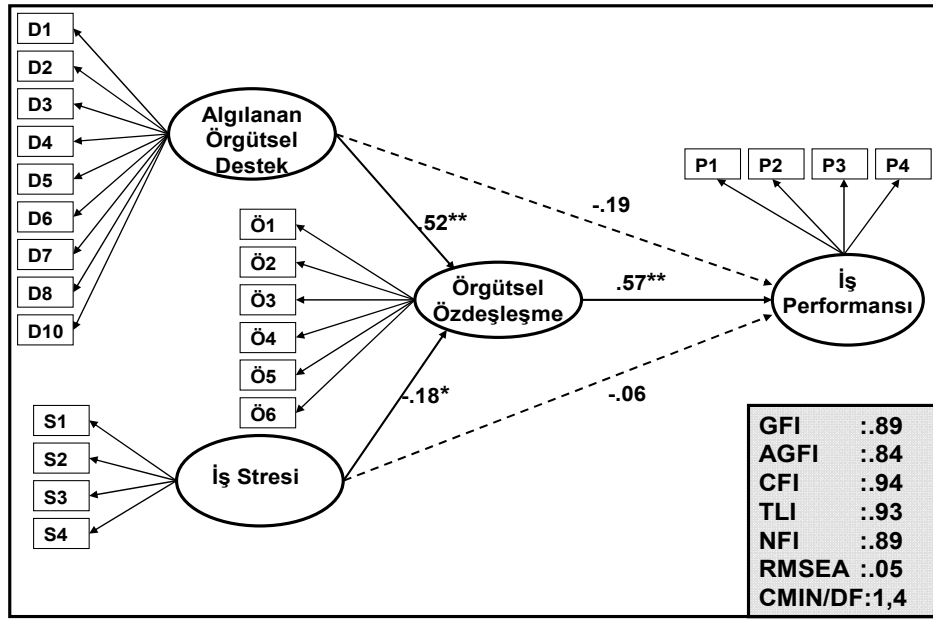 D1
D2
D3
D4
D5
D6
D7
D8
D10
Algılanan
Örgütsel
Destek
P1
P2
P3
P4
-.19
.52**
Ö1
Ö2
Ö3
Ö4
Ö5
Ö6
Örgütsel
Özdeşleşme
.57**
İş
Performansı
-.18*
-.06
S1
S2
S3
S4
İş Stresi
GFI :.89
AGFI :.84
CFI :.94
TLI :.93
NFI :.89
RMSEA :.05
CMIN/DF:1,4